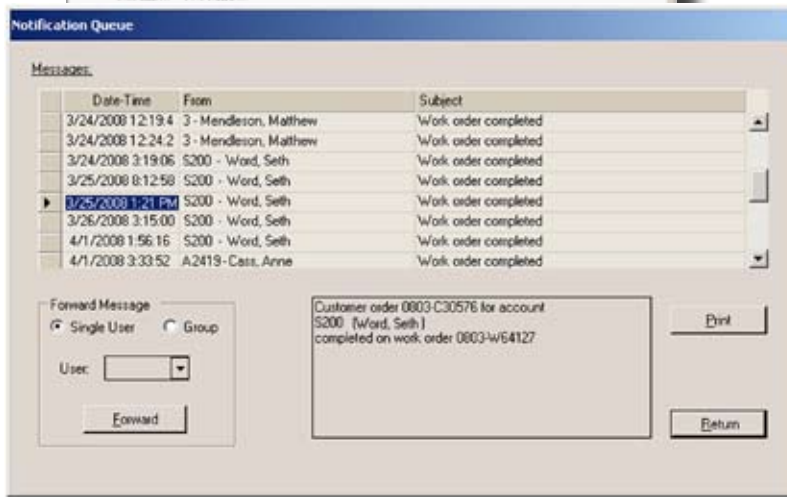 Notification Queue
Messages:
Date-Time From Subject
3/24/2008 12:19:4 3 - Mendleson, Matthew Work order completed
3/24/2008 12:24:2 3 - Mendleson, Matthew Work order completed
3/24/2008 3:19:06 S200 - Word, Seth Work order completed
3/25/2008 8:12:58 S200 - Word, Seth Work order completed
3/25/2008 1:21 PM S200 - Word, Seth Work order completed
3/26/2008 3:15:00 S200 - Word, Seth Work order completed
4/1/2008 1:56:16 S200 - Word, Seth Work order completed
4/1/2008 3:33:52 A2419 - Cass, Anne Work order completed
Forward Message
Single User Group
User:
Forward
Customer order 0803-C30576 for account
S200 (Word, Seth )
completed on work order 0803-W64127
Print
Return